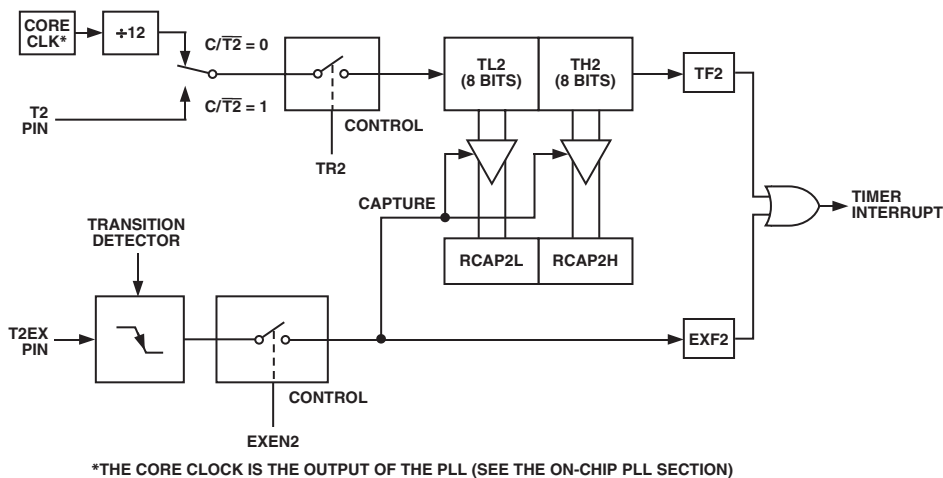 CORE
CLK*
÷12
C/T2 = 0
C/T2 = 1
T2
PIN
CONTROL
TR2
TL2
(8 BITS)
TH2
(8 BITS)
TF2
CAPTURE
TIMER
INTERRUPT
TRANSITION
DETECTOR
RCAP2L
RCAP2H
T2EX
PIN
EXF2
CONTROL
EXEN2
*THE CORE CLOCK IS THE OUTPUT OF THE PLL (SEE THE ON-CHIP PLL SECTION)